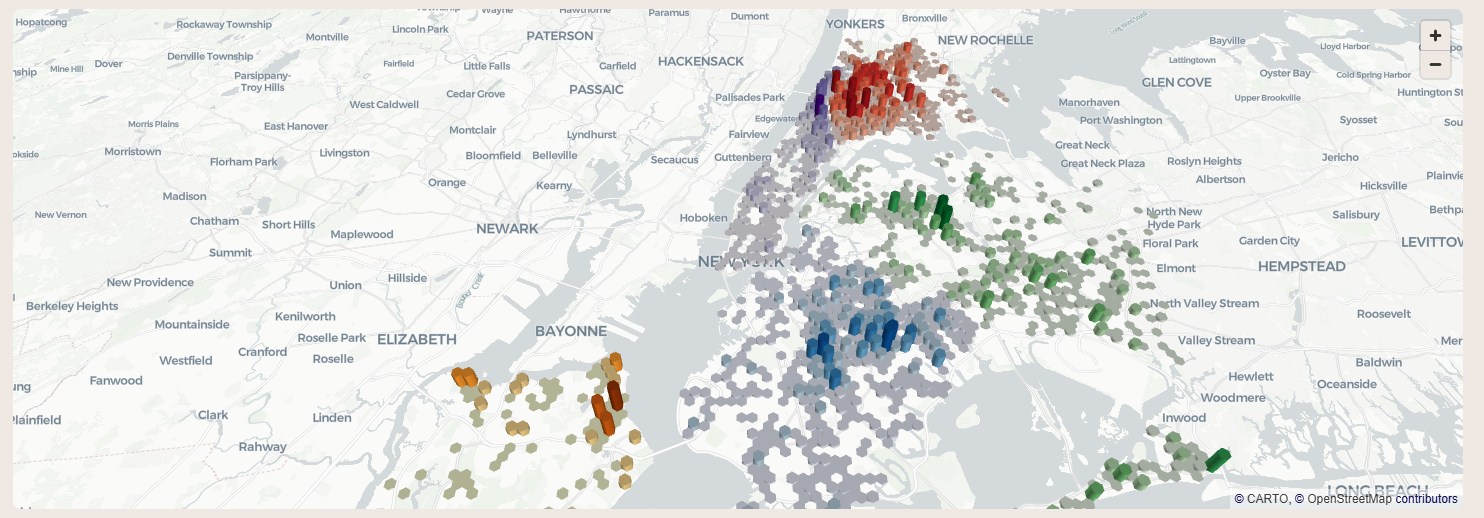 Hopatcong
Rockaway Township
Wayne
Hawthorne
Paramus
Dumont
YONKERS
Bronxville
Lincoln Park
Montville
PATERSON
NEW ROCHELLE
Bayville
Lloyd Harbor
Denville Township
Fairfield
Little Falls
Garfield
HACKENSACK
Lattingtown
Dover
Mine Hill
Parsippany-
Troy Hills
PASSAIC
GLEN COVE
Oyster Bay
Cold Spring Harbor
West Caldwell
Cedar Grove
Palisades Park
Manorhaven
Upper Brookville
Port Washington
Syosset
Morris Plains
East Hanover
Montclair
Lyndhurst
Edgewater
Fairview
Morristown
Livingston
Bloomfield
Belleville
Secaucus
Guttenberg
Great Neck
Great Neck Plaza
Roslyn Heights
Jericho
Florham Park
Orange
Kearny
Albertson
Hicksville
Madison
New Vernon
Chatham
Short Hills
Maplewood
NEWARK
Hoboken
North New
Hyde Park
Salisbury
Floral Park
Garden City
Summit
NEW YORK
Elmont
HEMPSTEAD
New Providence
Union
Hillside
Berkeley Heights
Kenilworth
North Valley Stream
Roosevelt
Mountainside
Roselle Park
ELIZABETH
BAYONNE
Valley Stream
Westfield
Cranford
Roselle
Baldwin
Fanwood
Hewlett
Oceanside
Woodmere
Clark
Linden
Inwood
Rahway
LONG BEACH
+
−
© CARTO, © OpenStreetMap contributors